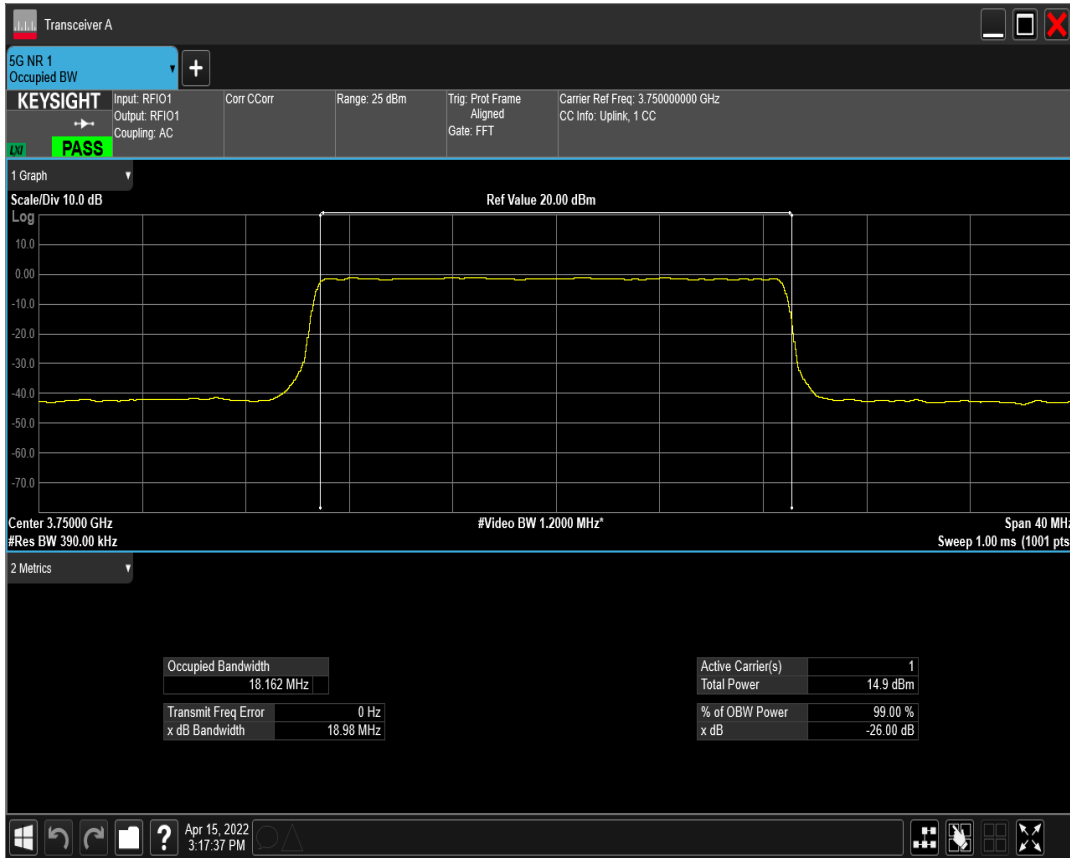 Transceiver A
5G NR 1
Occupied BW
KEYSIGHT
LXI
PASS
Input: RFIO1
Output: RFIO1
Coupling: AC
Corr CCorr
Range: 25 dBm
Trig: Prot Frame
Aligned
Gate: FFT
Carrier Ref Freq: 3.750000000 GHz
CC Info: Uplink, 1 CC
1 Graph
Scale/Div 10.0 dB
Ref Value 20.00 dBm
Log
10.0
0.00
-10.0
-20.0
-30.0
-40.0
-50.0
-60.0
-70.0
Center 3.75000 GHz
#Video BW 1.2000 MHz*
Span 40 MHz
#Res BW 390.00 kHz
Sweep 1.00 ms (1001 pts
2 Metrics
Occupied Bandwidth
18.162 MHz
Transmit Freq Error 0 Hz
x dB Bandwidth 18.98 MHz
Active Carrier(s) 1
Total Power 14.9 dBm
% of OBW Power 99.00 %
x dB -26.00 dB
?
Apr 15, 2022
3:17:37 PM